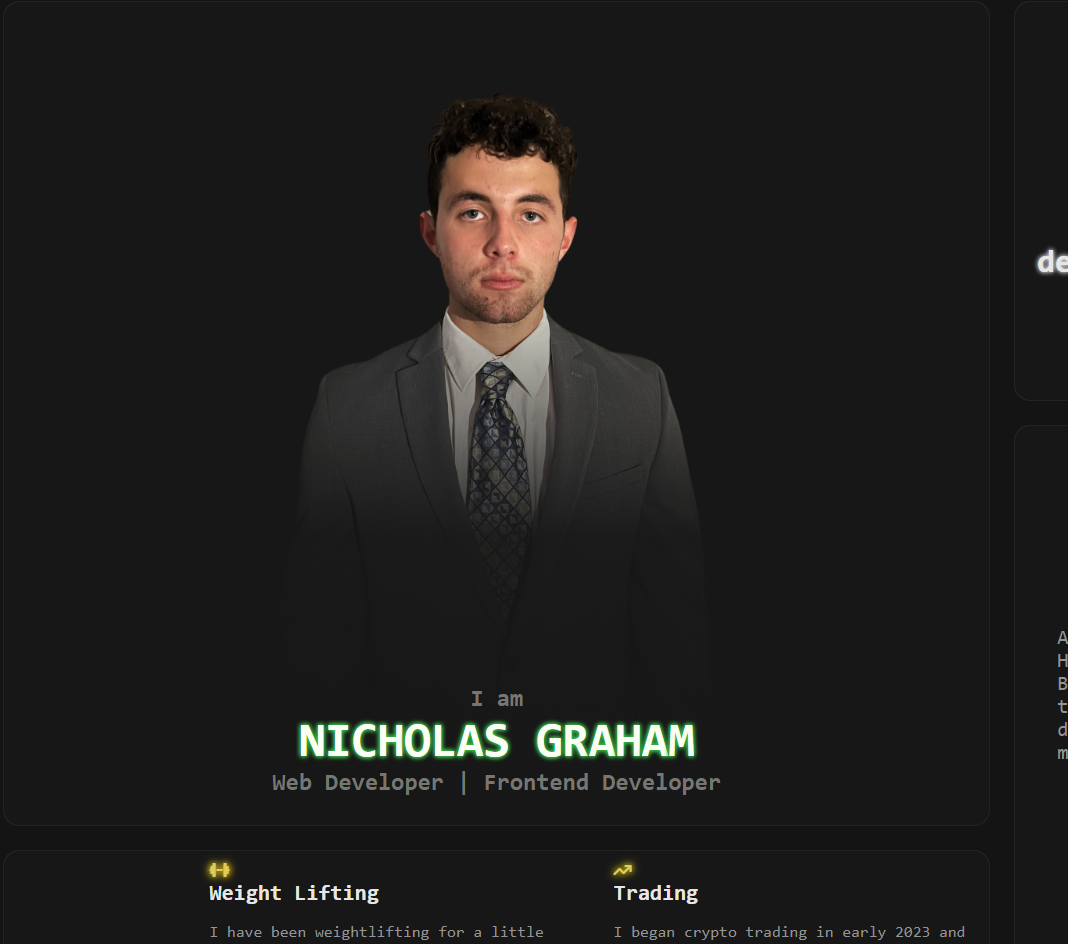 I am
NICHOLAS GRAHAM
Web Developer | Frontend Developer
Weight Lifting
I have been weightlifting for a little
Trading
I began crypto trading in early 2023 and
de
A
H
B
t
d
m